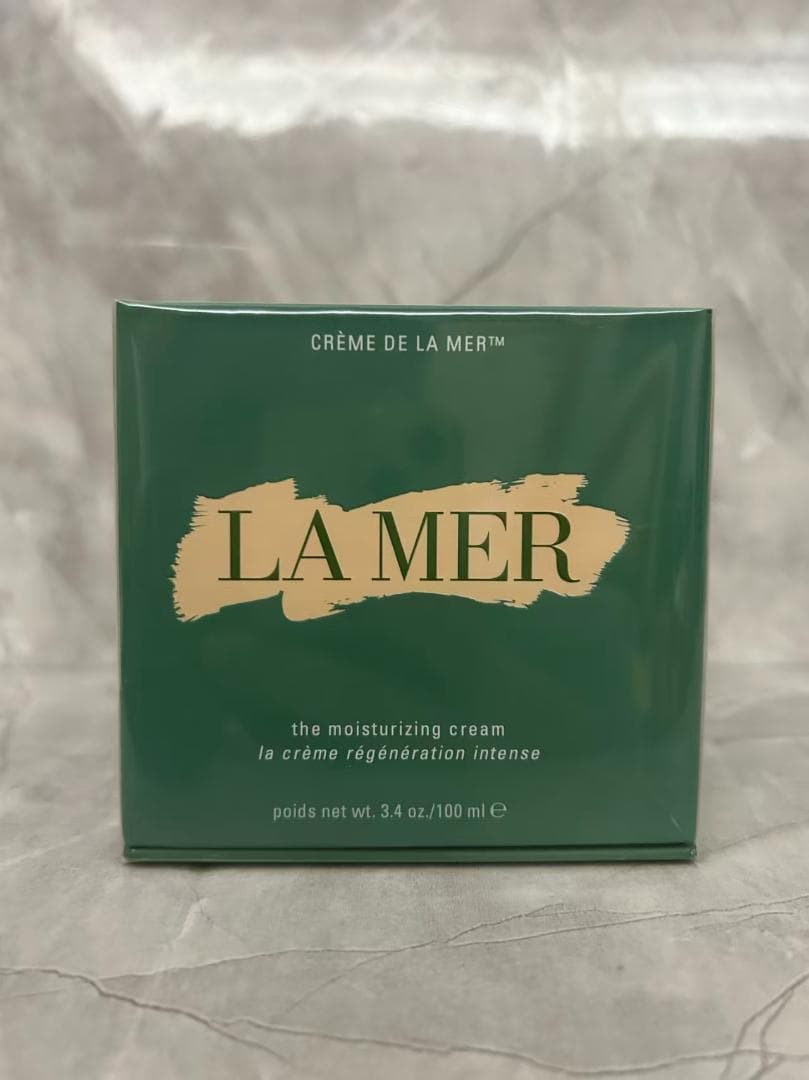 CRÈME DE LA MER™
LA MER
the moisturizing cream
la crème régénération intense
poids net wt. 3.4 oz./100 ml ℮